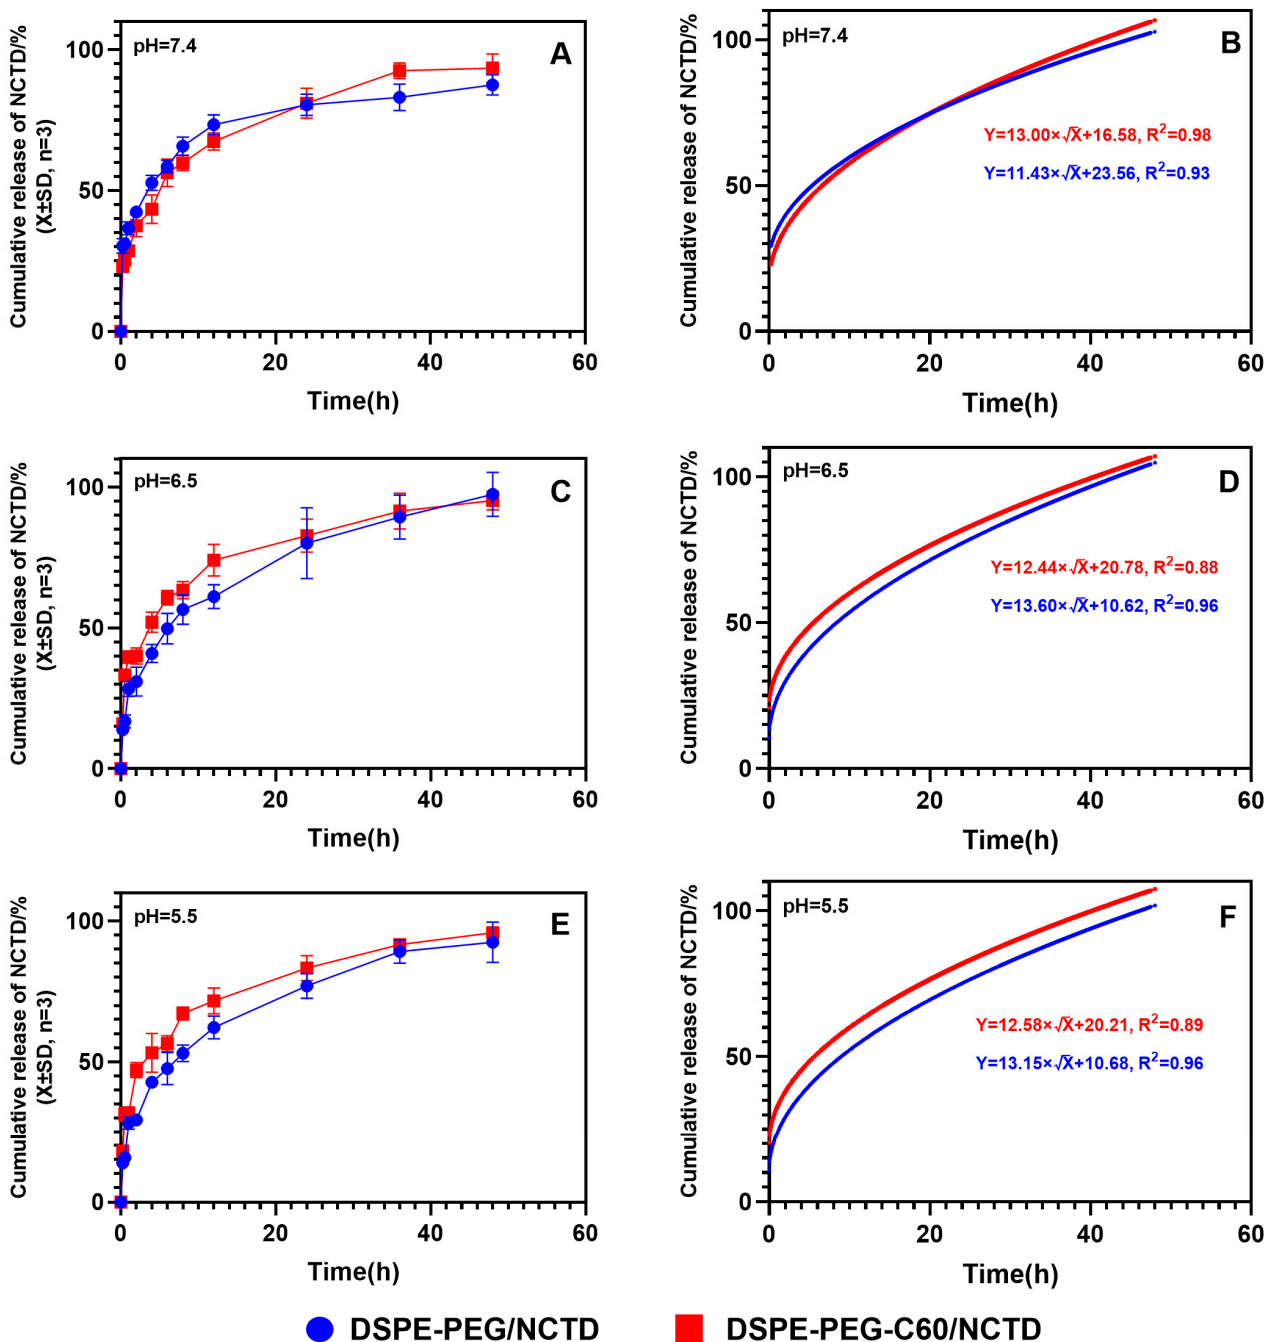 Cumulative release of NCTD/%
(X±SD, n=3)
pH=7.4
A
100
50
0
0 20 40 60
Time(h)
Cumulative release of NCTD/%
pH=7.4
B
100
50
0
Y=13.00×√X+16.58, R²=0.98
Y=11.43×√X+23.56, R²=0.93
0 20 40 60
Time(h)
Cumulative release of NCTD/%
(X±SD, n=3)
pH=6.5
C
100
50
0
0 20 40 60
Time(h)
Cumulative release of NCTD/%
pH=6.5
D
100
50
0
Y=12.44×√X+20.78, R²=0.88
Y=13.60×√X+10.62, R²=0.96
0 20 40 60
Time(h)
Cumulative release of NCTD/%
(X±SD, n=3)
pH=5.5
E
100
50
0
0 20 40 60
Time(h)
Cumulative release of NCTD/%
pH=5.5
F
100
50
0
Y=12.58×√X+20.21, R²=0.89
Y=13.15×√X+10.68, R²=0.96
0 20 40 60
Time(h)
DSPE-PEG/NCTD
DSPE-PEG-C60/NCTD